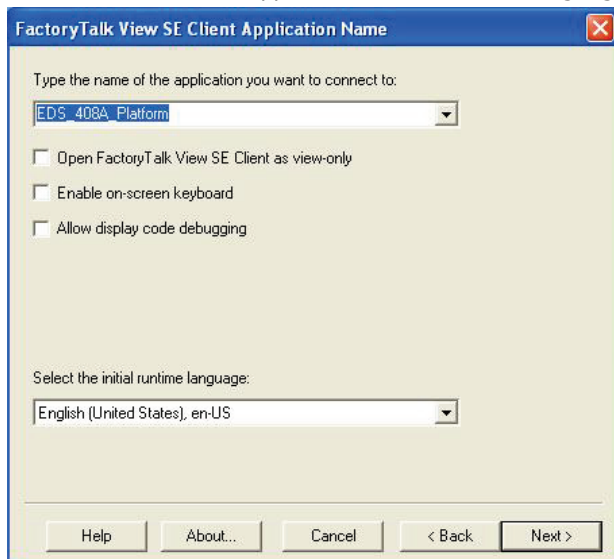 FactoryTalk View SE Client Application Name
Type the name of the application you want to connect to:
EDS_408A_Platform
Open FactoryTalk View SE Client as view-only
Enable on-screen keyboard
Allow display code debugging
Select the initial runtime language:
English (United States), en-US
Help About... Cancel < Back Next >